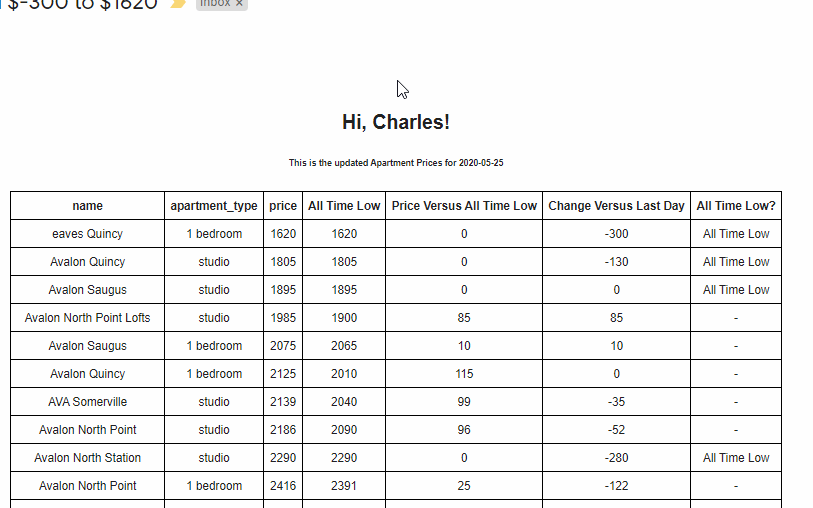 $-300 to $1620 Inbox ×
Hi, Charles!
This is the updated Apartment Prices for 2020-05-25
name apartment_type price All Time Low Price Versus All Time Low Change Versus Last Day All Time Low?
eaves Quincy 1 bedroom 1620 1620 0 -300 All Time Low
Avalon Quincy studio 1805 1805 0 -130 All Time Low
Avalon Saugus studio 1895 1895 0 0 All Time Low
Avalon North Point Lofts studio 1985 1900 85 85 -
Avalon Saugus 1 bedroom 2075 2065 10 10 -
Avalon Quincy 1 bedroom 2125 2010 115 0 -
AVA Somerville studio 2139 2040 99 -35 -
Avalon North Point studio 2186 2090 96 -52 -
Avalon North Station studio 2290 2290 0 -280 All Time Low
Avalon North Point 1 bedroom 2416 2391 25 -122 -